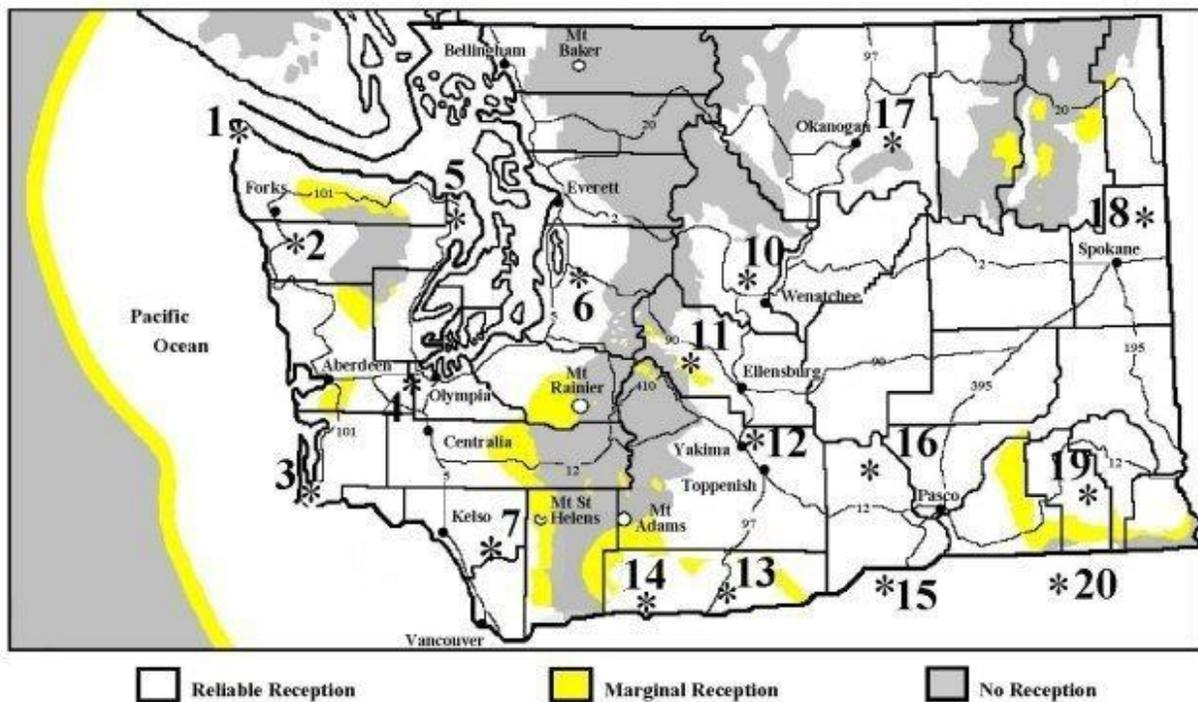 Mt
Baker
Bellingham
97
1
20
Okanogan
17
20
5
Forks
101
Everett
2
18
2
10
Spokane
6
2
Wenatchee
Pacific
Ocean
5
11
90
90
195
Aberdeen
Mt
Rainier
Ellensburg
395
4
Olympia
410
101
Centralia
Yakima
12
16
19
12
3
12
Toppenish
Pasco
5
Mt St
Helens
Mt
Adams
12
Kelso
7
97
14
13
15
20
Vancouver
Reliable Reception
Marginal Reception
No Reception